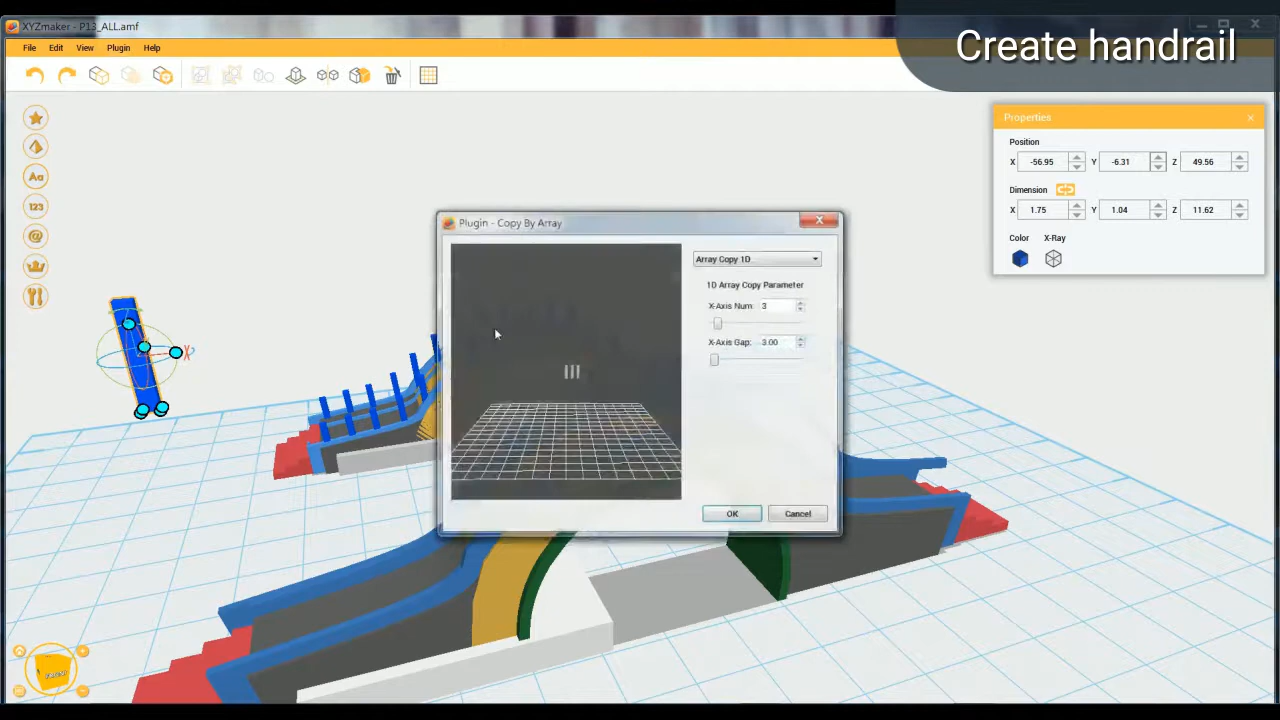 XYZmaker - P13_ALL.amf
Create handrail
File Edit View Plugin Help
Properties
Position
X -56.95 Y -6.31 Z 49.56
Dimension
X 1.75 Y 1.04 Z 11.62
Color X-Ray
Aa
123
@
X
Plugin - Copy By Array
Array Copy 1D
1D Array Copy Parameter
X-Axis Num: 3
X-Axis Gap: 3.00
OK Cancel